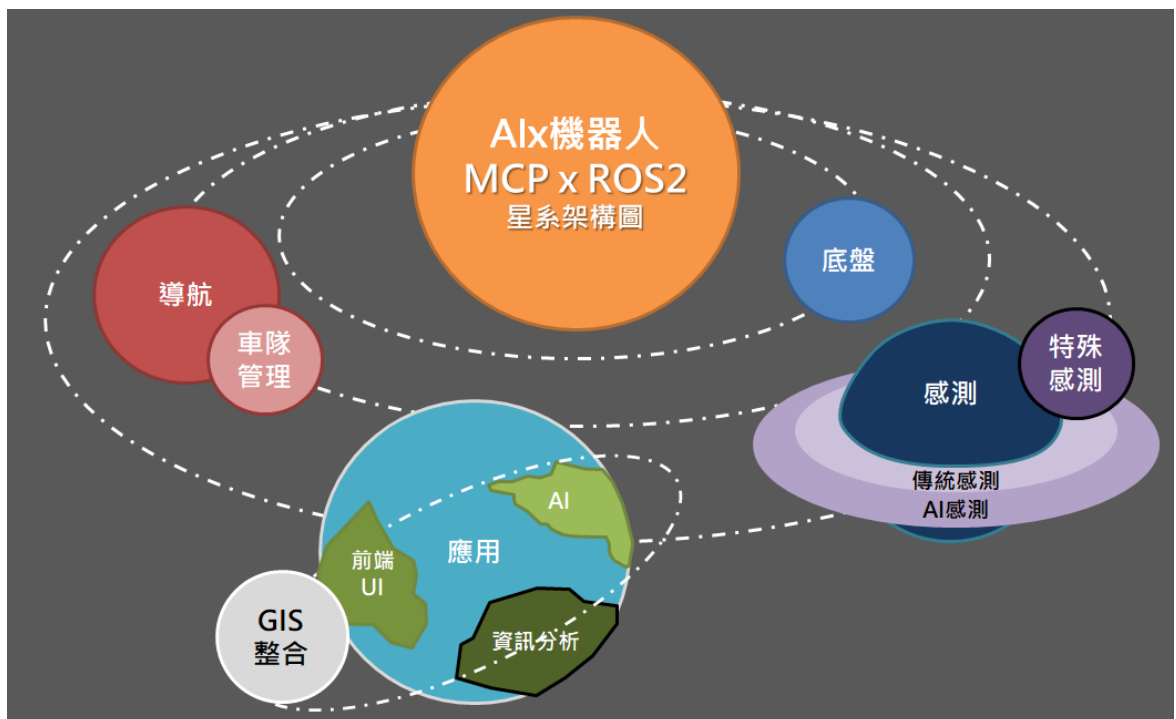 AIx機器人
MCP x ROS2
星系架構圖
導航
車隊
管理
底盤
感測
特殊
感測
傳統感測
AI感測
應用
AI
前端
UI
資訊分析
GIS
整合